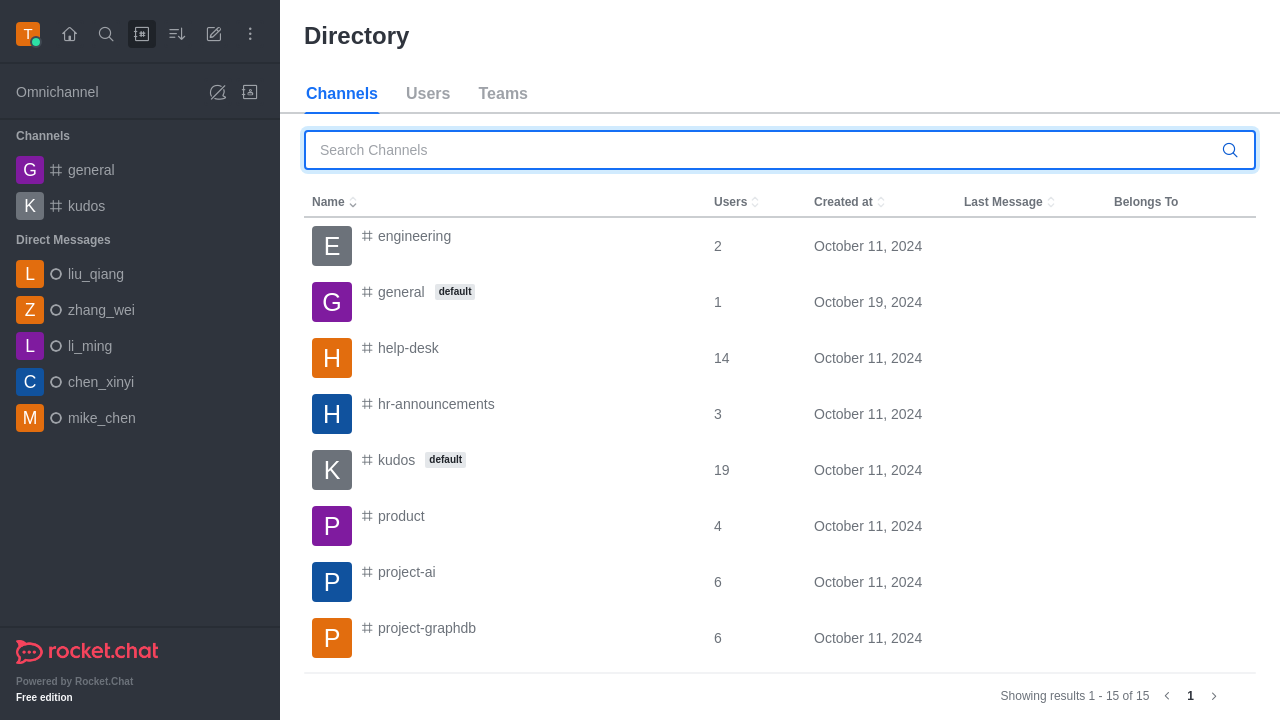 T
Omnichannel
Channels
G general
K kudos
Direct Messages
L liu_qiang
Z zhang_wei
L li_ming
C chen_xinyi
M mike_chen
rocket.chat
Powered by Rocket.Chat
Free edition
Directory
Channels Users Teams
Search Channels
Name Users Created at Last Message Belongs To
E engineering 2 October 11, 2024
G general default 1 October 19, 2024
H help-desk 14 October 11, 2024
H hr-announcements 3 October 11, 2024
K kudos default 19 October 11, 2024
P product 4 October 11, 2024
P project-ai 6 October 11, 2024
P project-graphdb 6 October 11, 2024
Showing results 1 - 15 of 15 1